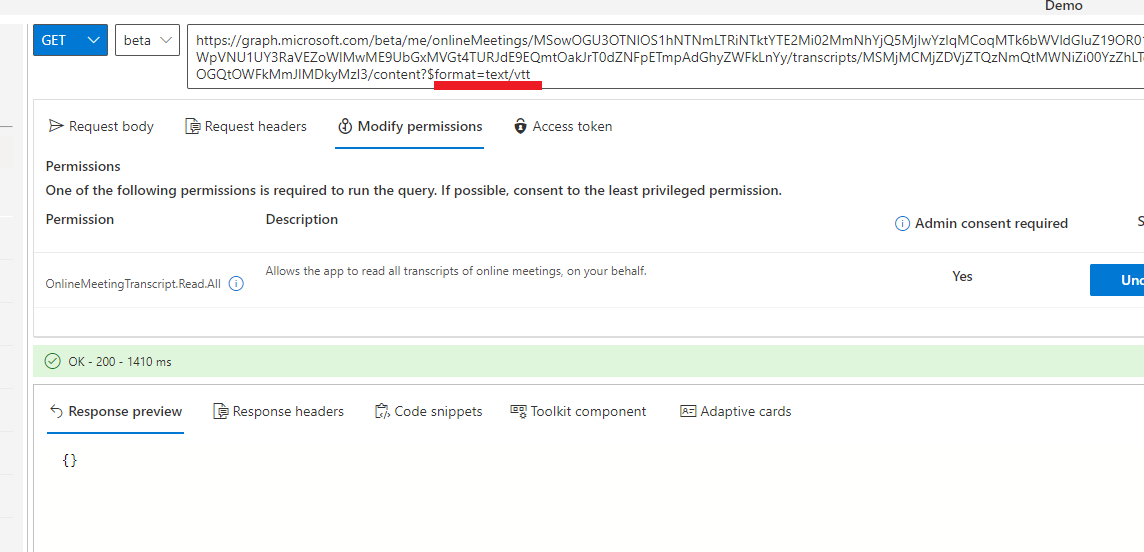 Demo
GET
beta
https://graph.microsoft.com/beta/me/onlineMeetings/MSowOGU3OTNlOS1hNTNmLTRiNTktYTE2Mi02MmNhYjQ5MjIwYzIqMCoqMTk6bWVldGluZ19OR01
WpVNU1UY3RaVEZoWlMwME9UbGxMVGt4TURJdE9EQmtOakJrT0dZNFpETmpAdGhyZWFkLnYy/transcripts/MSMjMCMjZDVjZTQzNmQtMWNiZi00YzZhLT
OGQtOWFkMmJlMDkyMzI3/content?$format=text/vtt
Request body
Request headers
Modify permissions
Access token
Permissions
One of the following permissions is required to run the query. If possible, consent to the least privileged permission.
Permission
Description
Admin consent required
S
OnlineMeetingTranscript.Read.All
Allows the app to read all transcripts of online meetings, on your behalf.
Yes
Unc
OK - 200 - 1410 ms
Response preview
Response headers
Code snippets
Toolkit component
Adaptive cards
{}